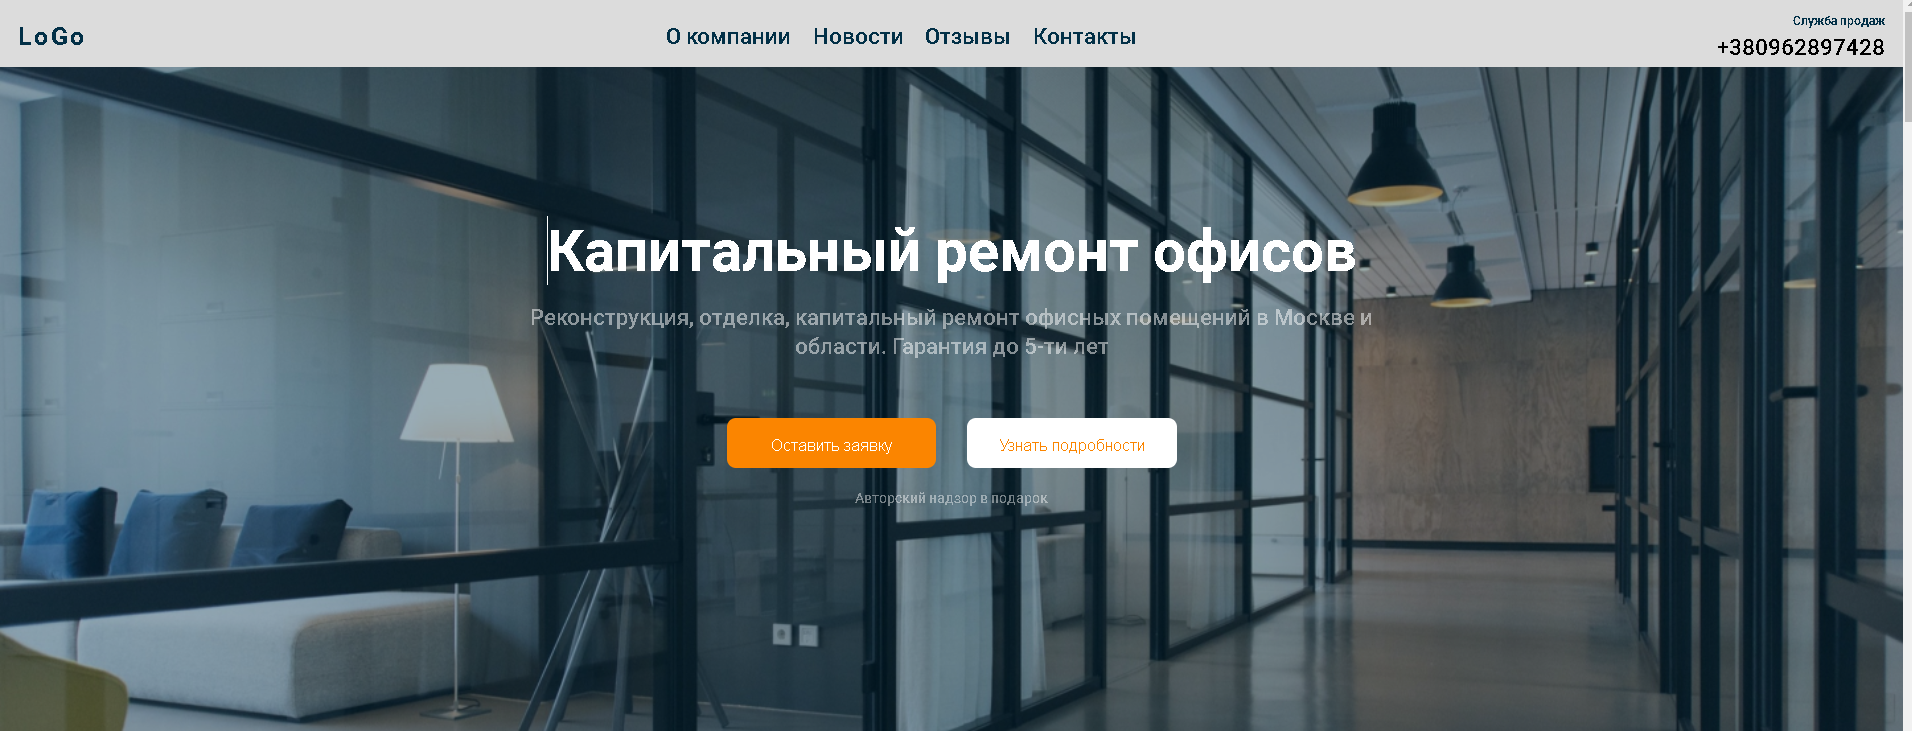 LoGo
О компании Новости Отзывы Контакты
Служба продаж
+380962897428
Капитальный ремонт офисов
Реконструкция, отделка, капитальный ремонт офисных помещений в Москве и
области. Гарантия до 5-ти лет
Оставить заявку
Узнать подробности
Авторский надзор в подарок